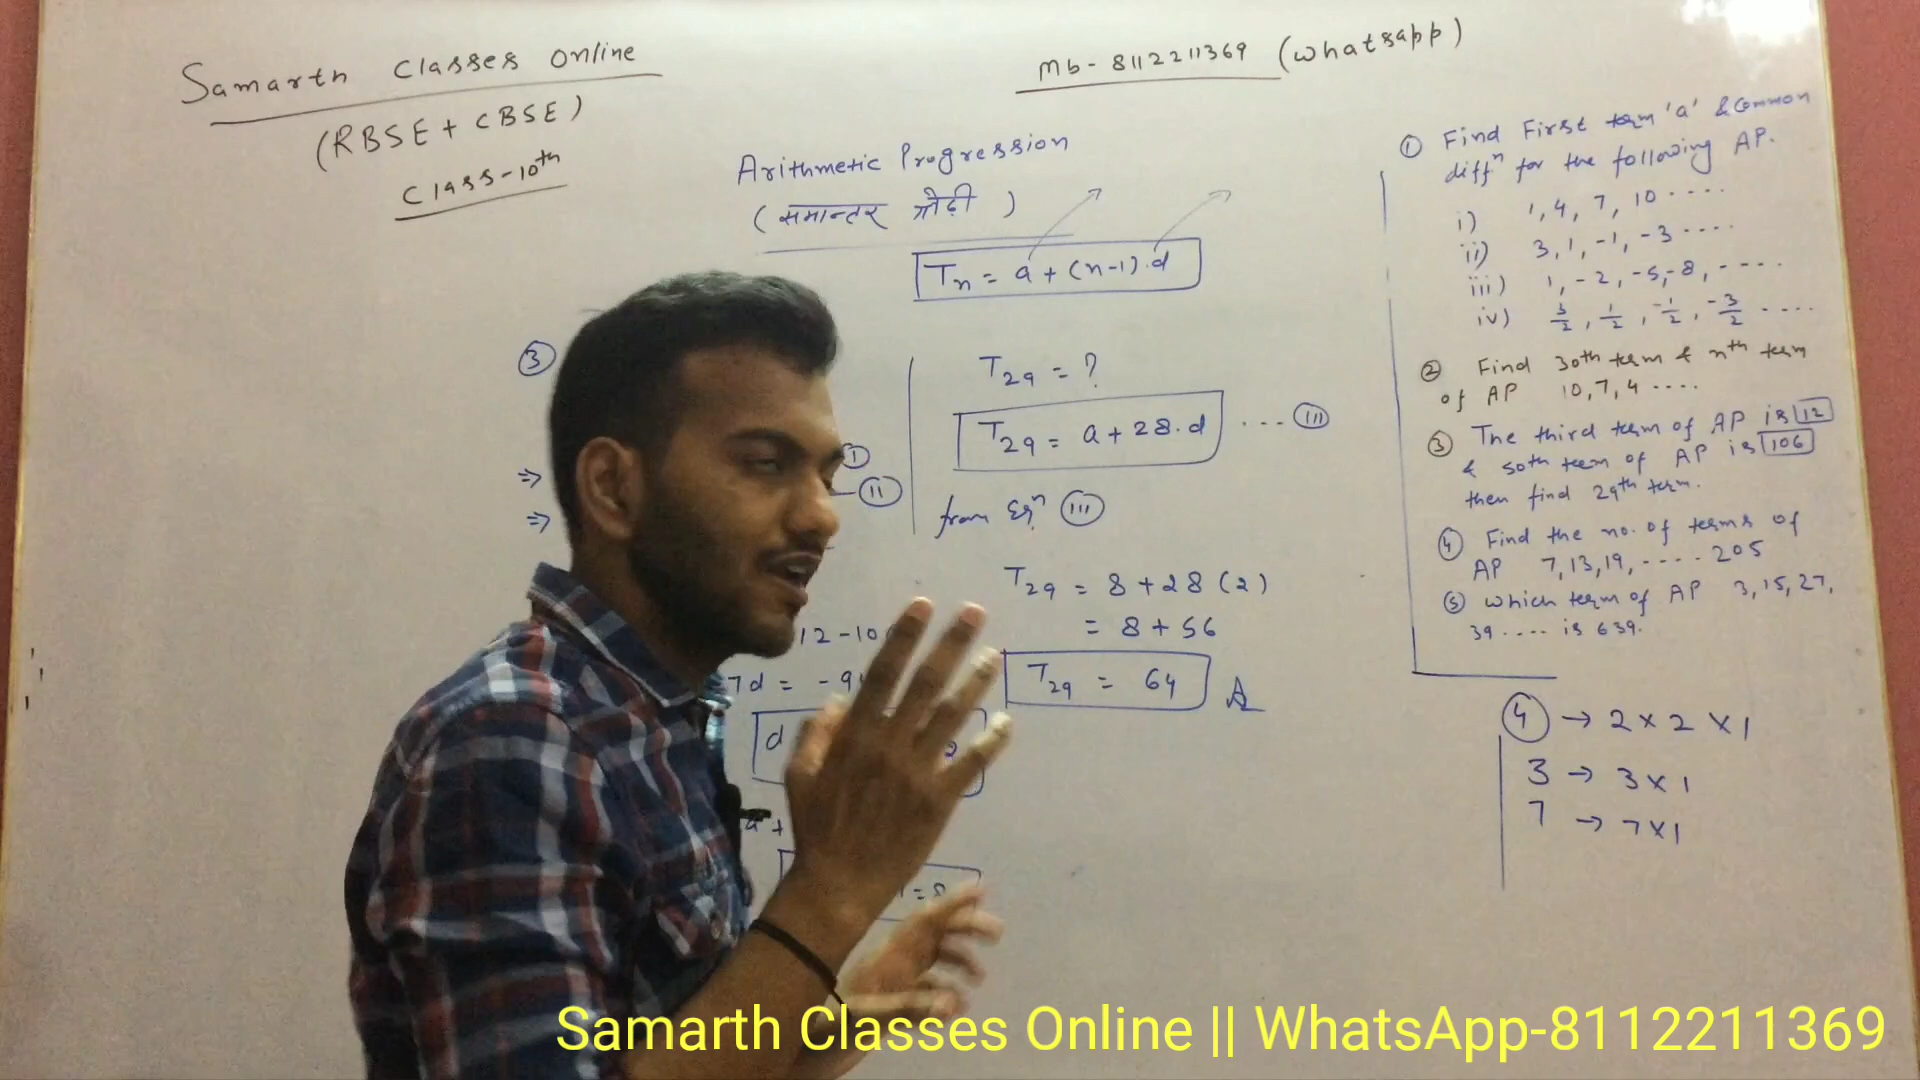 Samarth Classes Online
(RBSE + CBSE)
Class-10th
Mb- 8112211369 (whatsapp)
Arithmetic Progression
(समान्तर श्रेढ़ी)
Tn = a + (n-1).d
③
①
⇒ ⑪
⇒
12-10
7d = -9
d 2
a +
= 8
T29 = ?
T29 = a + 28.d .... ⑪I
from Eqn ⑪I
T29 = 8 + 28 (2)
= 8 + 56
T29 = 64 A
① Find First term 'a' & Common
diffn for the following AP.
i) 1, 4, 7, 10 ....
ii) 3, 1, -1, -3 ....
iii) 1, -2, -5, -8, ....
iv) 3/2, 1/2, -1/2, -3/2 ....
② Find 30th term & nth term
of AP 10, 7, 4 ....
③ The third term of AP is 12
& 50th term of AP is 106
then find 29th term.
④ Find the no. of terms of
AP 7, 13, 19, .... 205
⑤ which term of AP 3, 15, 27,
39 .... is 639.
④ → 2 × 2 × 1
3 → 3 × 1
7 → 7 × 1
Samarth Classes Online || WhatsApp-8112211369